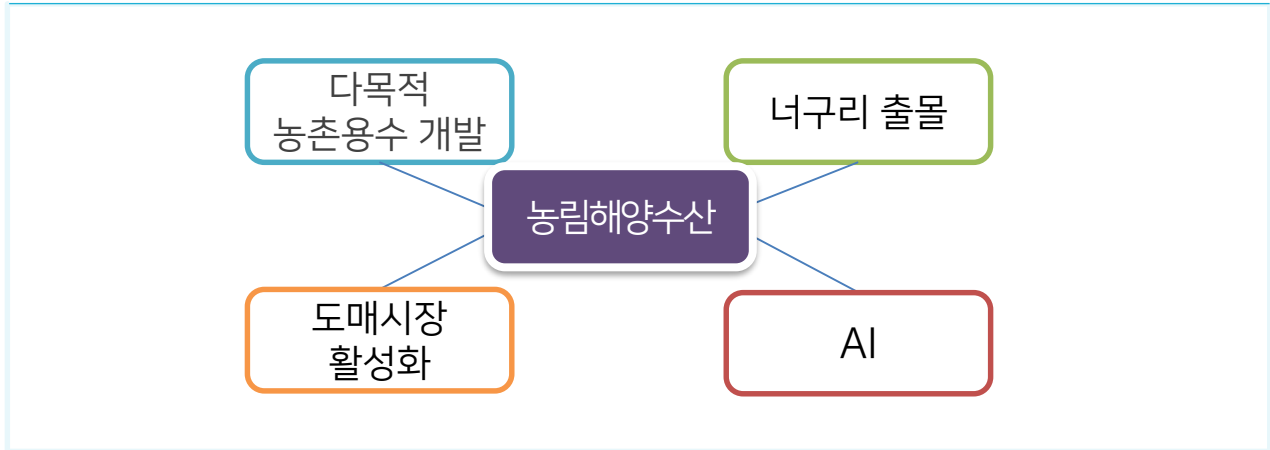 다목적
농촌용수 개발
너구리 출몰
농림해양수산
도매시장
활성화
AI